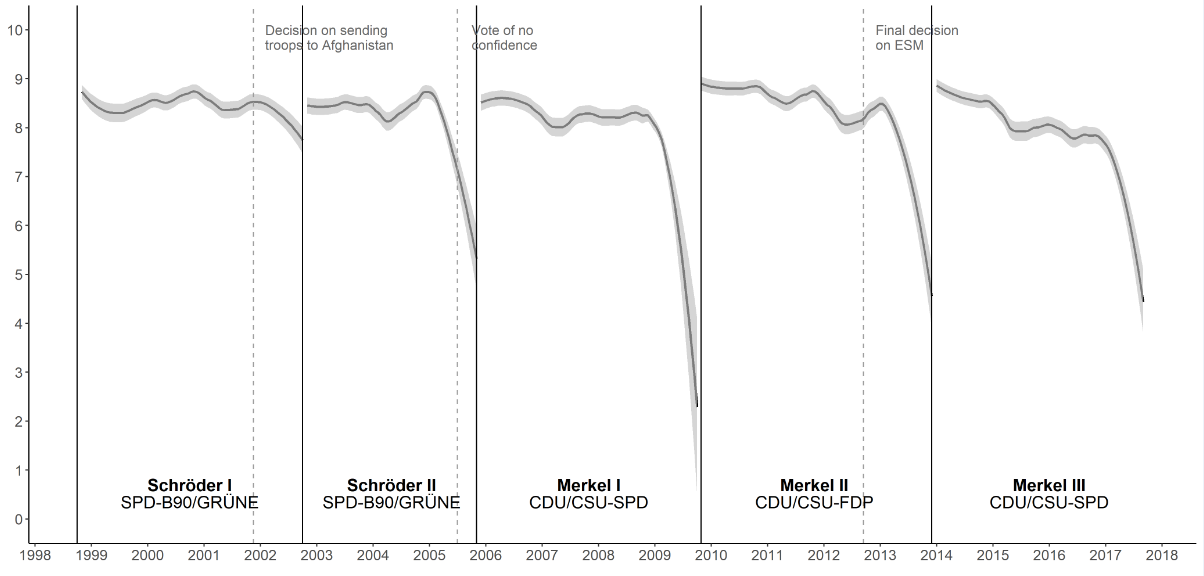 Decision on sending
troops to Afghanistan
Vote of no
confidence
Final decision
on ESM
10
9
8
7
6
5
4
3
2
1
0
Schröder I
SPD-B90/GRÜNE
Schröder II
SPD-B90/GRÜNE
Merkel I
CDU/CSU-SPD
Merkel II
CDU/CSU-FDP
Merkel III
CDU/CSU-SPD
1998 1999 2000 2001 2002 2003 2004 2005 2006 2007 2008 2009 2010 2011 2012 2013 2014 2015 2016 2017 2018